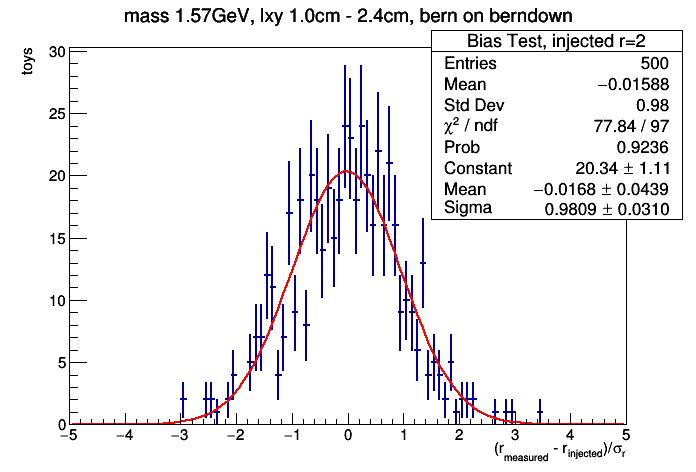 mass 1.57GeV, lxy 1.0cm - 2.4cm, bern on berndown
Bias Test, injected r=2
Entries 500
Mean −0.01588
Std Dev 0.98
χ² / ndf 77.84 / 97
Prob 0.9236
Constant 20.34 ± 1.11
Mean −0.0168 ± 0.0439
Sigma 0.9809 ± 0.0310
toys
30
25
20
15
10
5
0
−5 −4 −3 −2 −1 0 1 2 3 4 5
(r_measured - r_injected)/σ_r